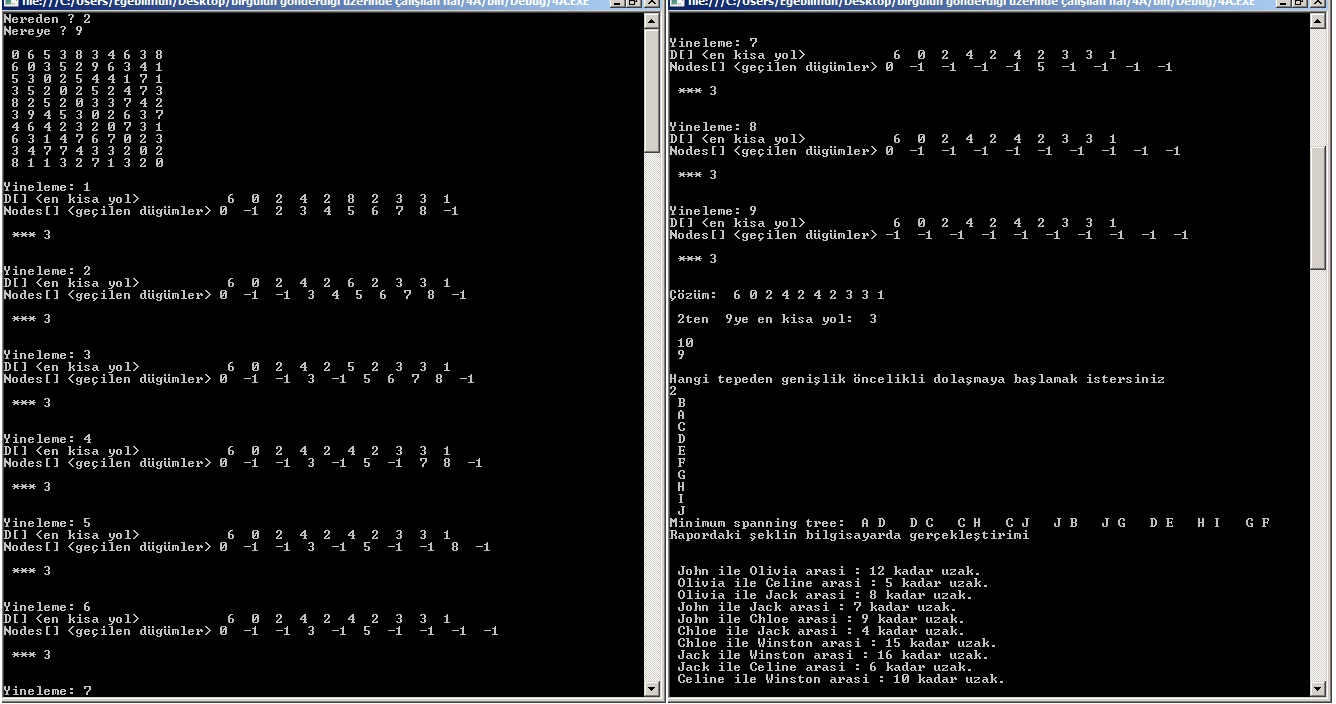 file:///C:/Users/Egebilmuh/Desktop/birgülün gönderdiği üzerinde çalışılan hal/4A/bin/Debug/4A.EXE
Nereden ? 2
Nereye ? 9
0 6 5 3 8 3 4 6 3 8
6 0 3 5 2 9 6 3 4 1
5 3 0 2 5 4 4 1 7 1
3 5 2 0 2 5 2 4 7 3
8 2 5 2 0 3 3 7 4 2
3 9 4 5 3 0 2 6 3 7
4 6 4 2 3 2 0 7 3 1
6 3 1 4 7 6 7 0 2 3
3 4 7 7 4 3 3 2 0 2
8 1 1 3 2 7 1 3 2 0
Yineleme: 1
D[] <en kisa yol> 6 0 2 4 2 8 2 3 3 1
Nodes[] <geçilen dügümler> 0 -1 2 3 4 5 6 7 8 -1
*** 3
Yineleme: 2
D[] <en kisa yol> 6 0 2 4 2 6 2 3 3 1
Nodes[] <geçilen dügümler> 0 -1 -1 3 4 5 6 7 8 -1
*** 3
Yineleme: 3
D[] <en kisa yol> 6 0 2 4 2 5 2 3 3 1
Nodes[] <geçilen dügümler> 0 -1 -1 3 -1 5 6 7 8 -1
*** 3
Yineleme: 4
D[] <en kisa yol> 6 0 2 4 2 4 2 3 3 1
Nodes[] <geçilen dügümler> 0 -1 -1 3 -1 5 -1 7 8 -1
*** 3
Yineleme: 5
D[] <en kisa yol> 6 0 2 4 2 4 2 3 3 1
Nodes[] <geçilen dügümler> 0 -1 -1 3 -1 5 -1 -1 8 -1
*** 3
Yineleme: 6
D[] <en kisa yol> 6 0 2 4 2 4 2 3 3 1
Nodes[] <geçilen dügümler> 0 -1 -1 3 -1 5 -1 -1 -1 -1
*** 3
Yineleme: 7
file:///C:/Users/Egebilmuh/Desktop/birgülün gönderdiği üzerinde çalışılan hal/4A/bin/Debug/4A.EXE
Yineleme: 7
D[] <en kisa yol> 6 0 2 4 2 4 2 3 3 1
Nodes[] <geçilen dügümler> 0 -1 -1 -1 -1 5 -1 -1 -1 -1
*** 3
Yineleme: 8
D[] <en kisa yol> 6 0 2 4 2 4 2 3 3 1
Nodes[] <geçilen dügümler> 0 -1 -1 -1 -1 -1 -1 -1 -1 -1
*** 3
Yineleme: 9
D[] <en kisa yol> 6 0 2 4 2 4 2 3 3 1
Nodes[] <geçilen dügümler> -1 -1 -1 -1 -1 -1 -1 -1 -1 -1
*** 3
Çözüm: 6 0 2 4 2 4 2 3 3 1
2ten 9ye en kisa yol: 3
10
9
Hangi tepeden genişlik öncelikli dolaşmaya başlamak istersiniz
2
B
A
C
D
E
F
G
H
I
J
Minimum spanning tree: A D D C C H C J J B J G D E H I G F
Rapordaki şeklin bilgisayarda gerçekleştirimi
John ile Olivia arasi : 12 kadar uzak.
Olivia ile Celine arasi : 5 kadar uzak.
Olivia ile Jack arasi : 8 kadar uzak.
John ile Jack arasi : 7 kadar uzak.
John ile Chloe arasi : 9 kadar uzak.
Chloe ile Jack arasi : 4 kadar uzak.
Chloe ile Winston arasi : 15 kadar uzak.
Jack ile Winston arasi : 16 kadar uzak.
Jack ile Celine arasi : 6 kadar uzak.
Celine ile Winston arasi : 10 kadar uzak.